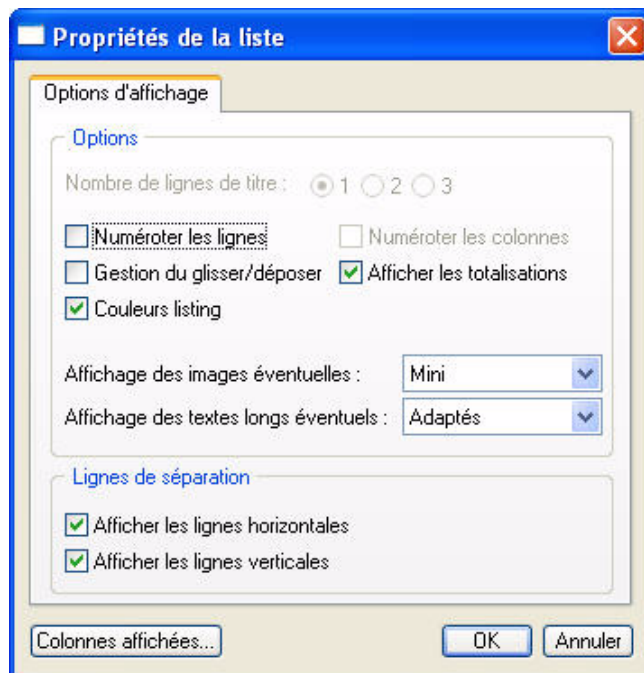 Propriétés de la liste
Options d'affichage
Options
Nombre de lignes de titre : 1 2 3
Numéroter les lignes Numéroter les colonnes
Gestion du glisser/déposer Afficher les totalisations
Couleurs listing
Affichage des images éventuelles : Mini
Affichage des textes longs éventuels : Adaptés
Lignes de séparation
Afficher les lignes horizontales
Afficher les lignes verticales
Colonnes affichées... OK Annuler